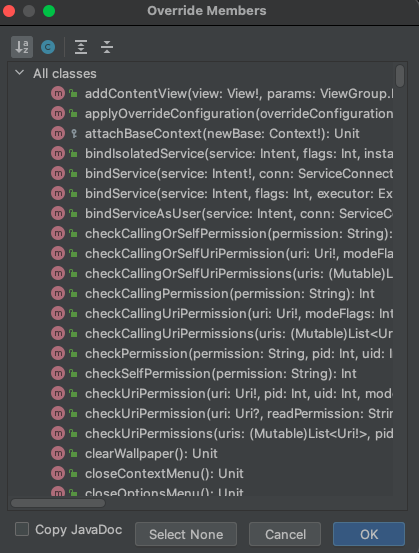 Override Members
All classes
addContentView(view: View!, params: ViewGroup.
applyOverrideConfiguration(overrideConfiguration
attachBaseContext(newBase: Context!): Unit
bindIsolatedService(service: Intent, flags: Int, insta
bindService(service: Intent!, conn: ServiceConnect
bindService(service: Intent, flags: Int, executor: Ex
bindServiceAsUser(service: Intent, conn: ServiceCo
checkCallingOrSelfPermission(permission: String):
checkCallingOrSelfUriPermission(uri: Uri!, modeFla
checkCallingOrSelfUriPermissions(uris: (Mutable)L
checkCallingPermission(permission: String): Int
checkCallingUriPermission(uri: Uri!, modeFlags: Int
checkCallingUriPermissions(uris: (Mutable)List<Uri
checkPermission(permission: String, pid: Int, uid: I
checkSelfPermission(permission: String): Int
checkUriPermission(uri: Uri!, pid: Int, uid: Int, mode
checkUriPermission(uri: Uri?, readPermission: Strin
checkUriPermissions(uris: (Mutable)List<Uri!>, pid
clearWallpaper(): Unit
closeContextMenu(): Unit
closeOptionsMenu(): Unit
Copy JavaDoc
Select None
Cancel
OK